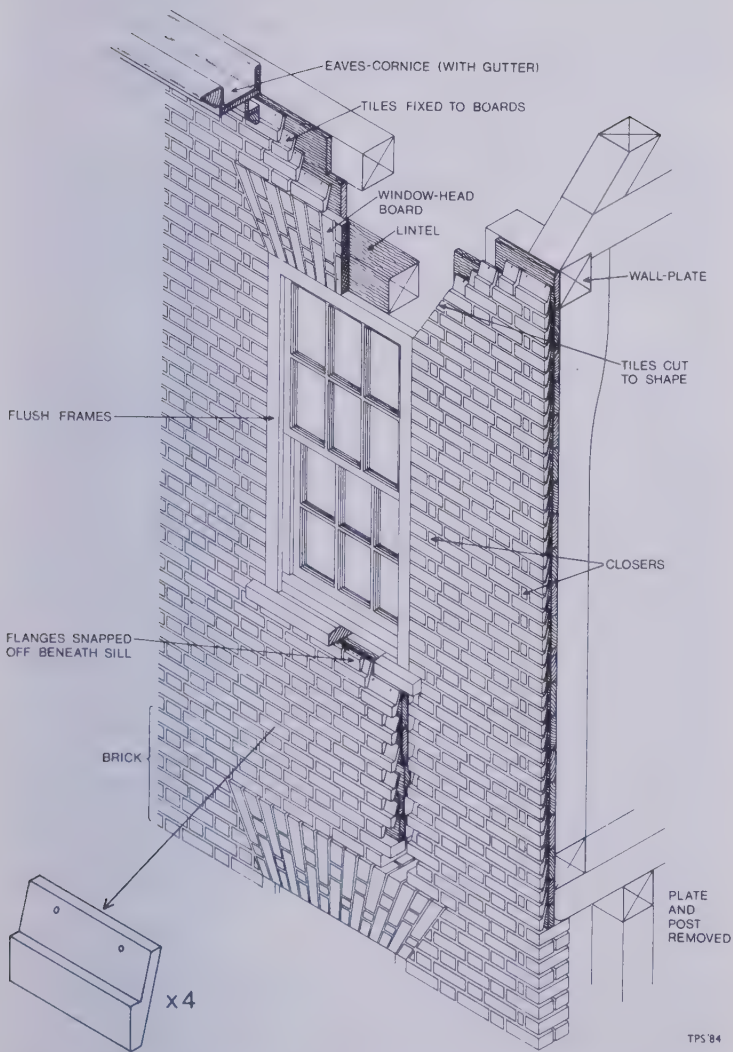 EAVES-CORNICE (WITH GUTTER)
TILES FIXED TO BOARDS
WINDOW-HEAD
BOARD
LINTEL
WALL-PLATE
TILES CUT
TO SHAPE
FLUSH FRAMES
CLOSERS
FLANGES SNAPPED
OFF BENEATH SILL
BRICK
PLATE
AND
POST
REMOVED
x4
TPS '84